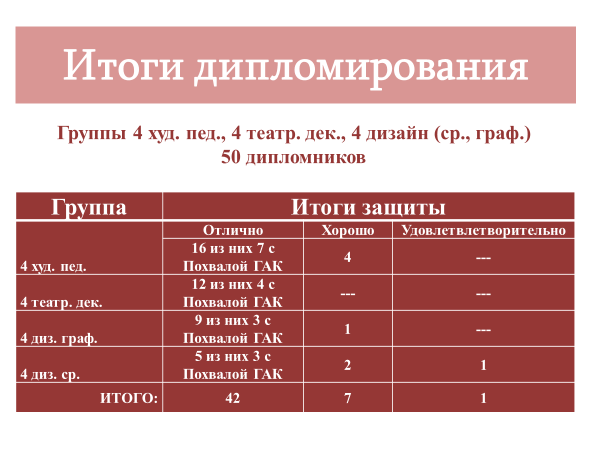 Итоги дипломирования
Группы 4 худ. пед., 4 театр. дек., 4 дизайн (ср., граф.)
50 дипломников
Группа Итоги защиты
Отлично Хорошо Удовлетвлетворительно
16 из них 7 с
4 худ. пед. Похвалой ГАК 4 ---
12 из них 4 с
4 театр. дек. Похвалой ГАК --- ---
9 из них 3 с
4 диз. граф. Похвалой ГАК 1 ---
5 из них 3 с
4 диз. ср. Похвалой ГАК 2 1
ИТОГО: 42 7 1